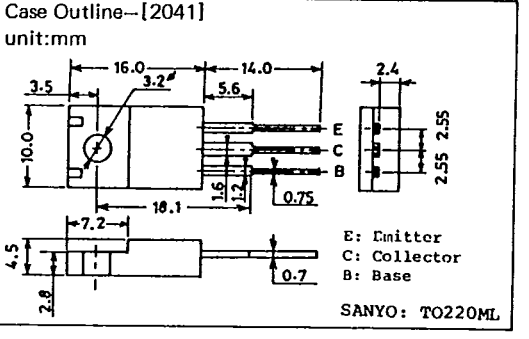 Case Outline—[2041]
unit:mm
16.0
14.0
3.5
3.2ø
5.6
2.4
10.0
E
C
B
2.55
2.55
1.6
1.2
0.75
18.1
7.2
4.5
2.8
0.7
E: Emitter
C: Collector
B: Base
SANYO: TO220ML